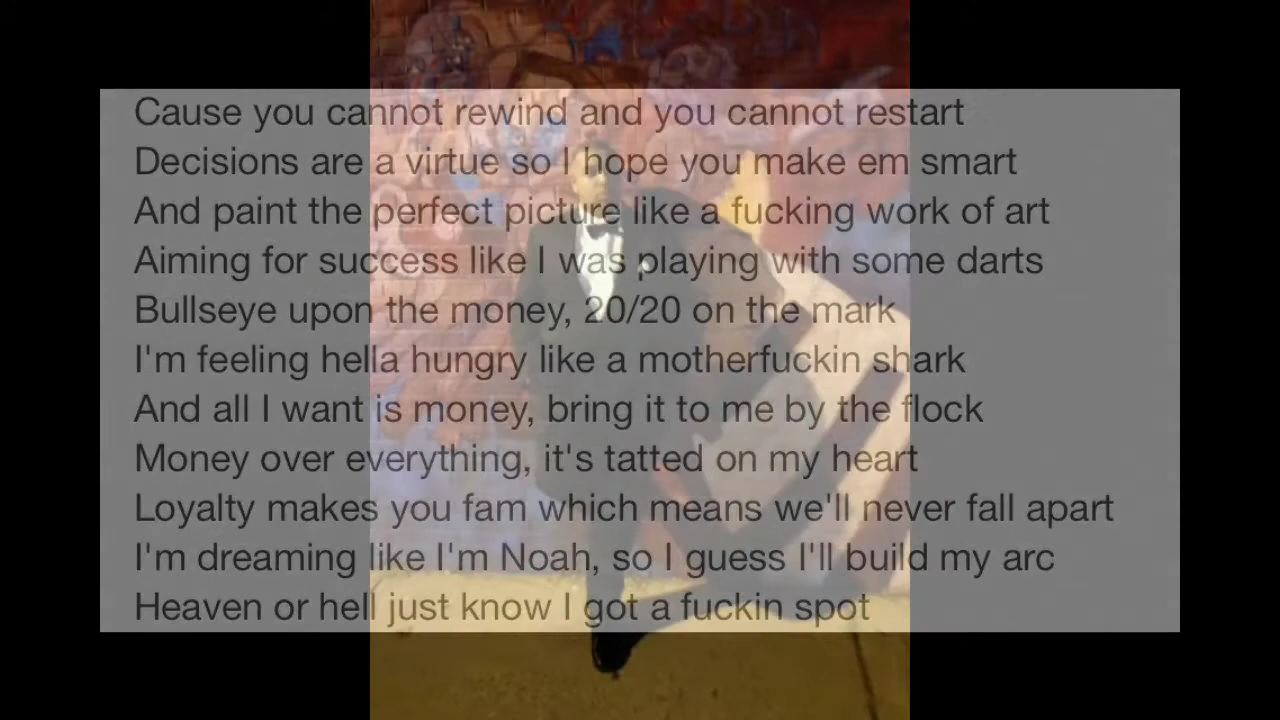 Cause you cannot rewind and you cannot restart
Decisions are a virtue so I hope you make em smart
And paint the perfect picture like a fucking work of art
Aiming for success like I was playing with some darts
Bullseye upon the money, 20/20 on the mark
I'm feeling hella hungry like a motherfuckin shark
And all I want is money, bring it to me by the flock
Money over everything, it's tatted on my heart
Loyalty makes you fam which means we'll never fall apart
I'm dreaming like I'm Noah, so I guess I'll build my arc
Heaven or hell just know I got a fuckin spot